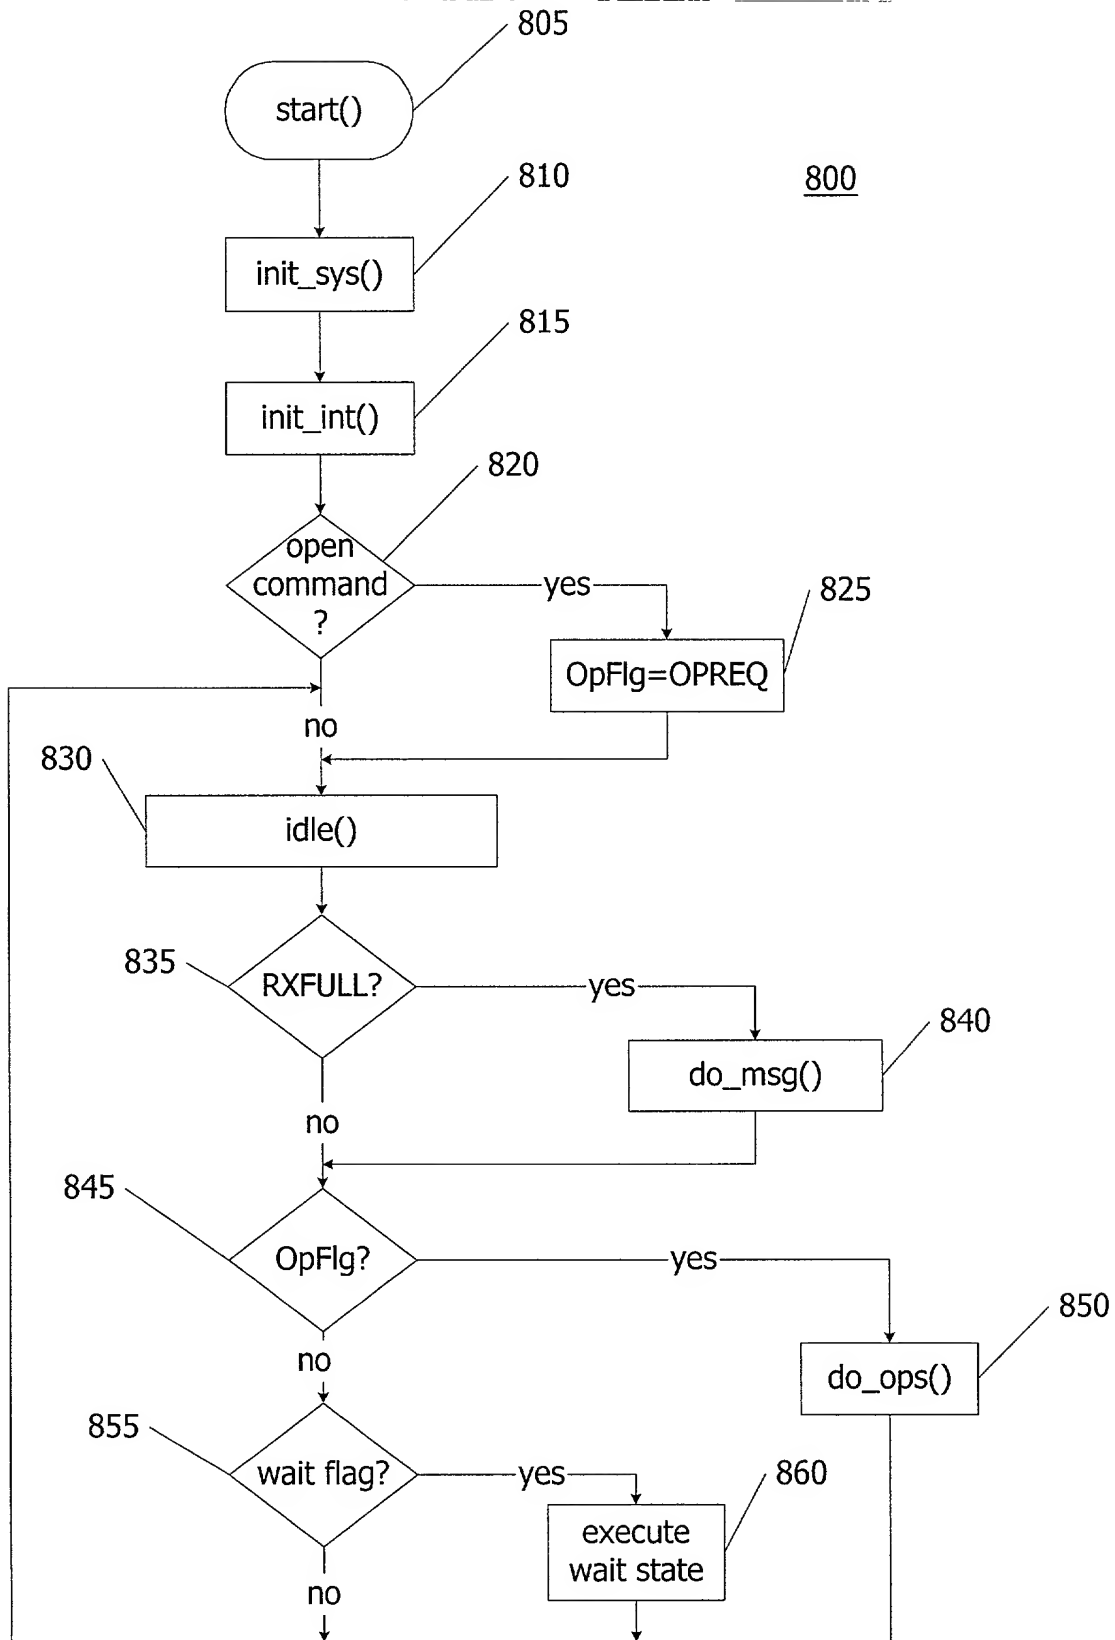 805
start()
810
800
init_sys()
815
init_int()
820
open
command
?
yes
825
OpFlg=OPREQ
no
830
idle()
835
RXFULL?
yes
840
do_msg()
no
845
OpFlg?
yes
850
do_ops()
no
855
wait flag?
yes
860
execute
wait state
no